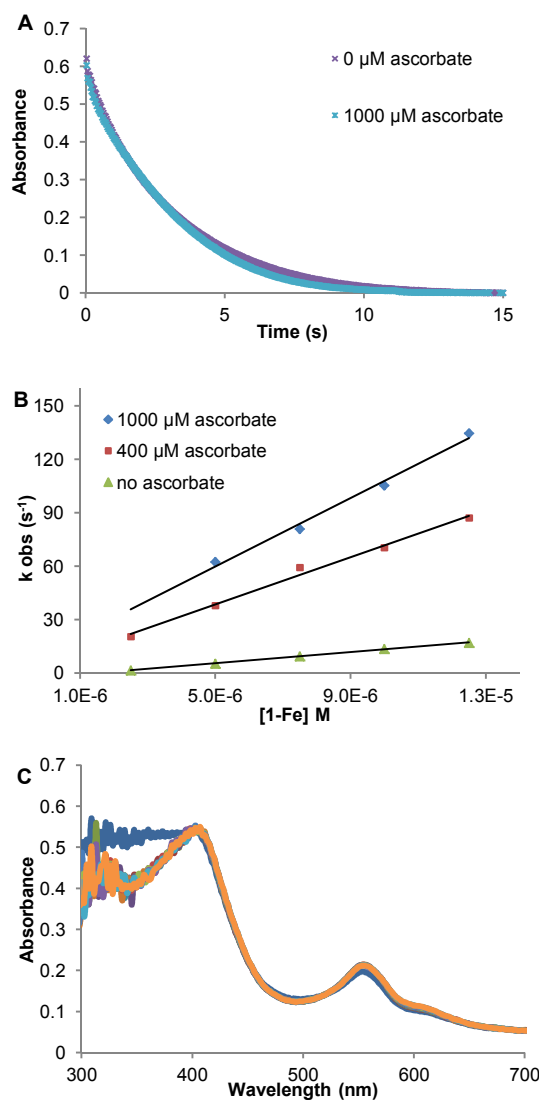 A
0.7
0.6
0.5
0.4
0.3
0.2
0.1
0
Absorbance
× 0 µM ascorbate
1000 µM ascorbate
0 5 10 15
Time (s)
B
150
120
90
60
30
0
k obs (s-1)
1000 µM ascorbate
400 µM ascorbate
no ascorbate
1.0E-6 5.0E-6 9.0E-6 1.3E-5
[1-Fe] M
C
0.7
0.6
0.5
0.4
0.3
0.2
0.1
0
Absorbance
300 400 500 600 700
Wavelength (nm)